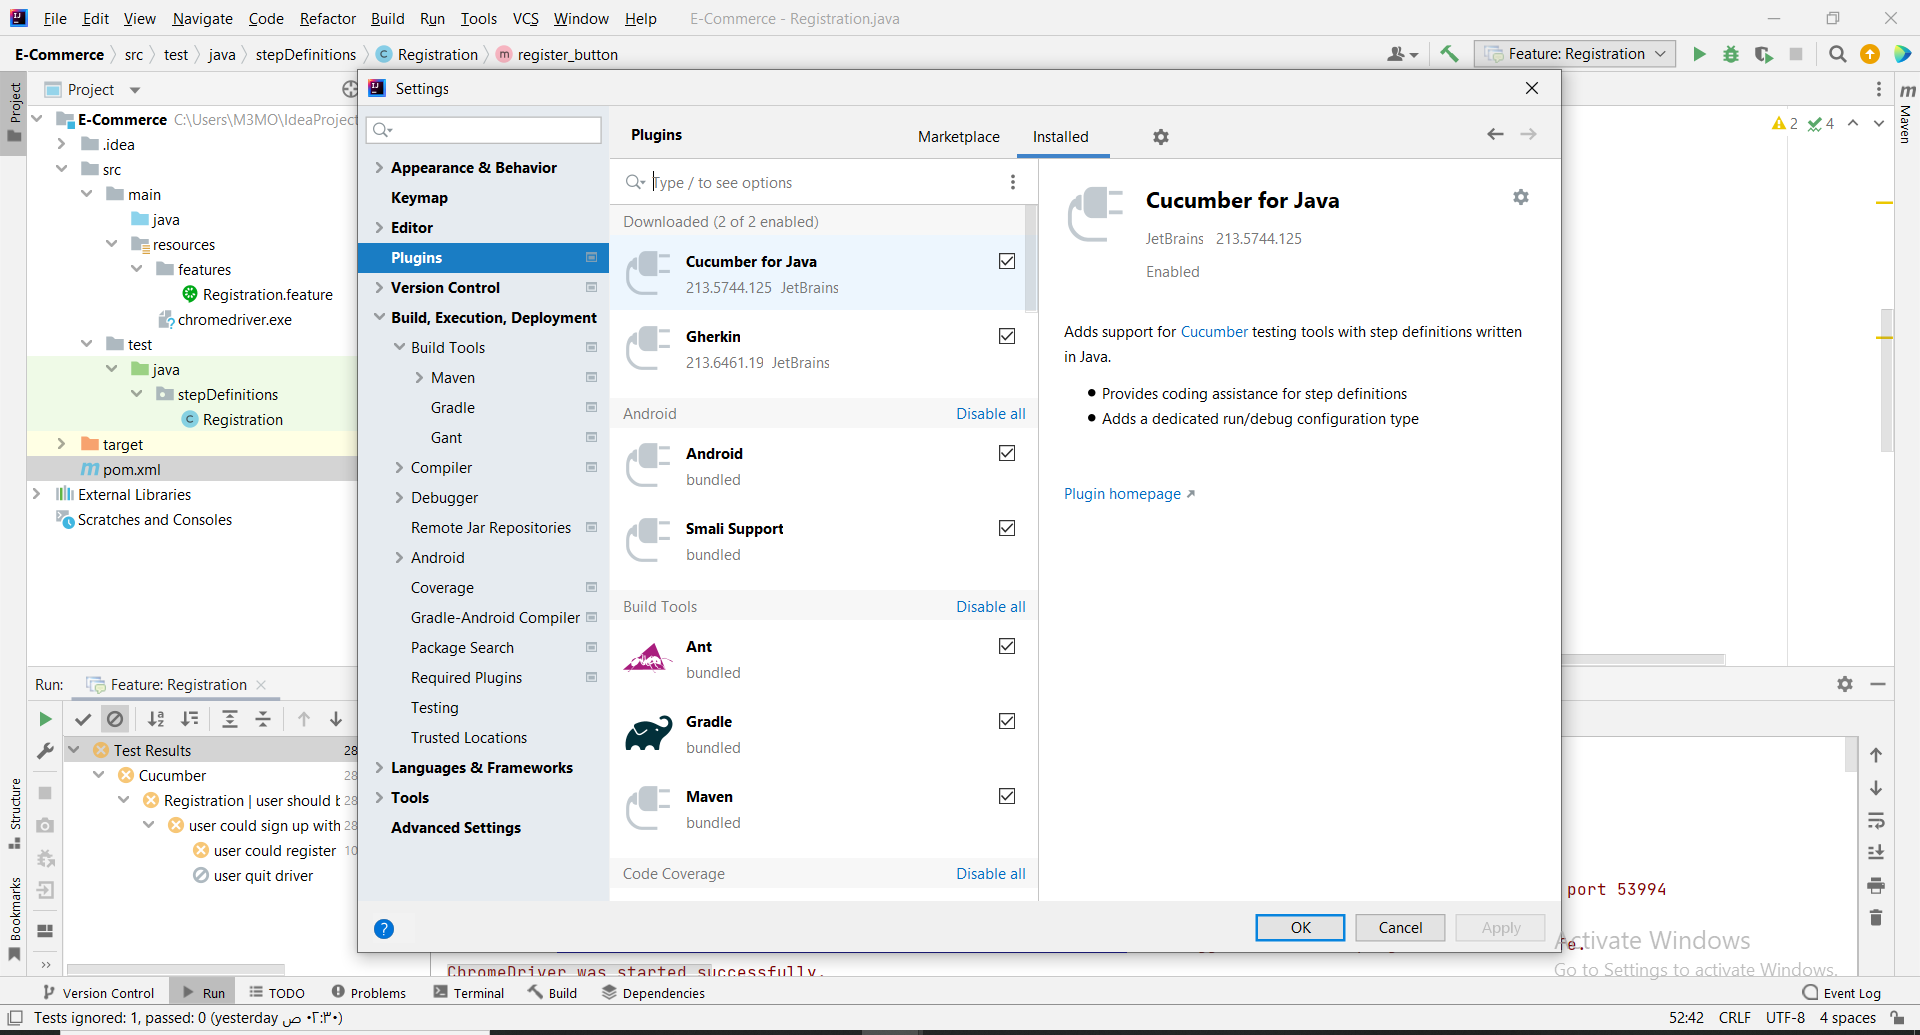 File Edit View Navigate Code Refactor Build Run Tools VCS Window Help E-Commerce - Registration.java
E-Commerce src test java stepDefinitions C Registration m register_button
Feature: Registration
Project
Project
E-Commerce C:\Users\M3MO\IdeaProject
.idea
src
main
java
resources
features
Registration.feature
chromedriver.exe
test
java
stepDefinitions
C Registration
target
m pom.xml
External Libraries
Scratches and Consoles
2 4
m Maven
Settings
Appearance & Behavior
Keymap
Editor
Plugins
Version Control
Build, Execution, Deployment
Build Tools
Maven
Gradle
Gant
Compiler
Debugger
Remote Jar Repositories
Android
Coverage
Gradle-Android Compiler
Package Search
Required Plugins
Testing
Trusted Locations
Languages & Frameworks
Tools
Advanced Settings
Plugins Marketplace Installed
Type / to see options
Downloaded (2 of 2 enabled)
Cucumber for Java
213.5744.125 JetBrains
Gherkin
213.6461.19 JetBrains
Android Disable all
Android
bundled
Smali Support
bundled
Build Tools Disable all
Ant
bundled
Gradle
bundled
Maven
bundled
Code Coverage Disable all
Cucumber for Java
JetBrains 213.5744.125
Enabled
Adds support for Cucumber testing tools with step definitions written
in Java.
● Provides coding assistance for step definitions
● Adds a dedicated run/debug configuration type
Plugin homepage
? OK Cancel Apply
Run: Feature: Registration
Test Results 28
Cucumber 28
Registration | user should 28
user could sign up with 28
user could register 10
user quit driver
Structure
Bookmarks
port 53994
re.
ChromeDriver was started successfully.
Activate Windows
Go to Settings to activate Windows.
Version Control Run TODO Problems Terminal Build Dependencies Event Log
Tests ignored: 1, passed: 0 (yesterday ص ٠٢:٣٠)
52:42 CRLF UTF-8 4 spaces